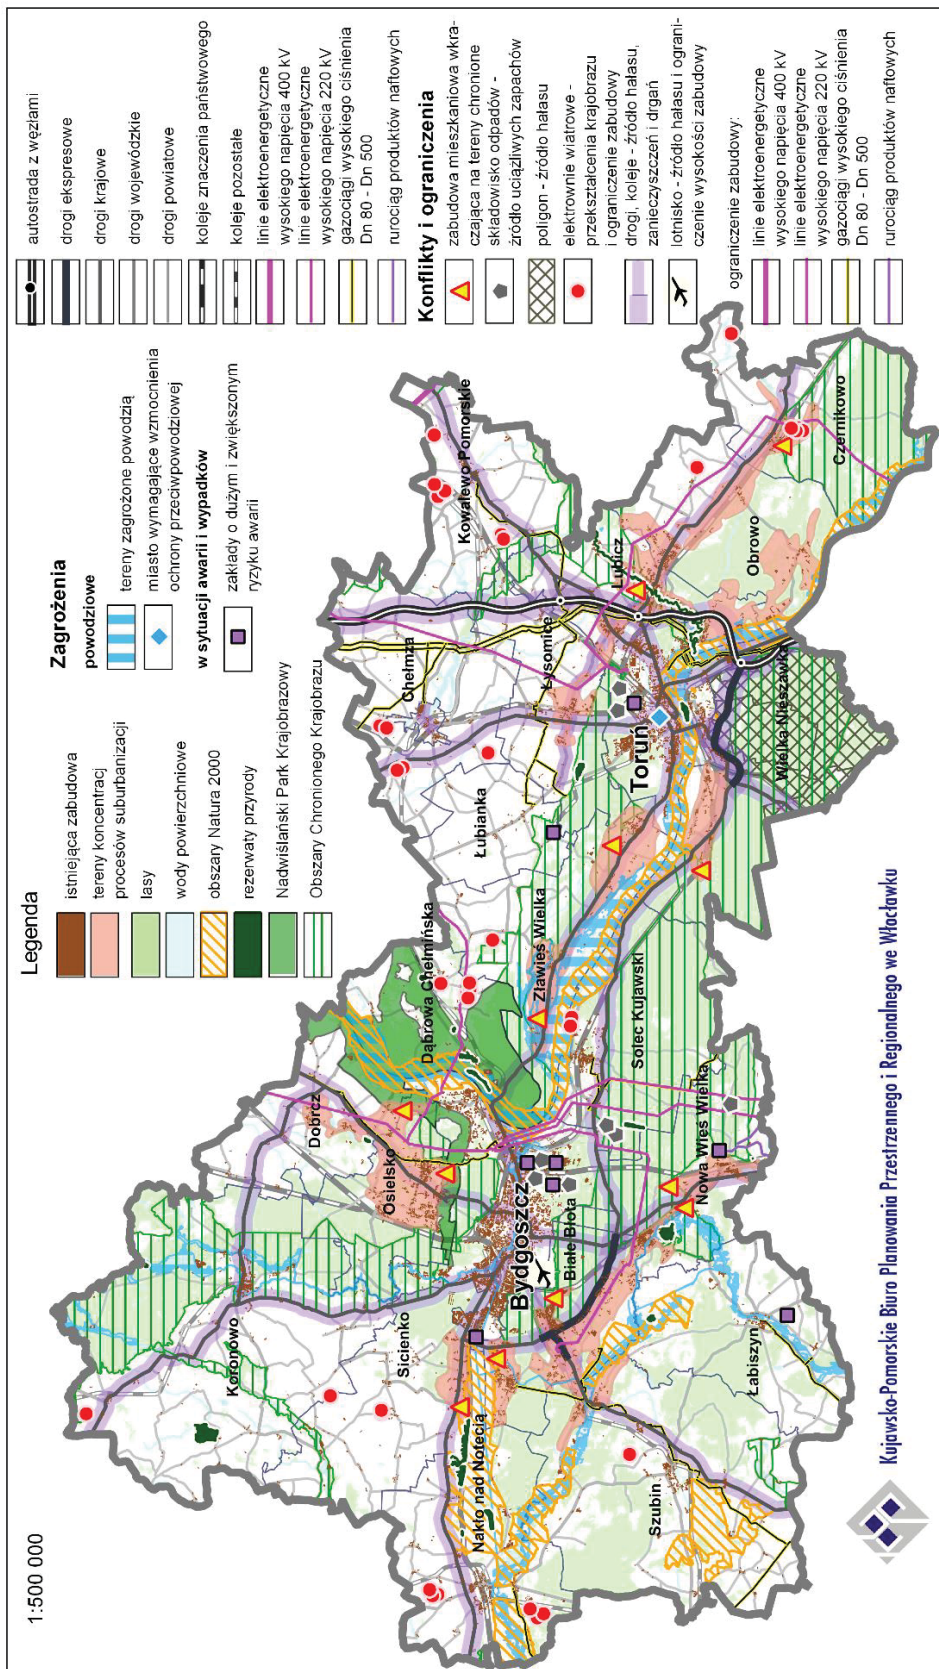 1:500 000
Legenda
istniejąca zabudowa
tereny koncentracji
procesów suburbanizacji
lasy
wody powierzchniowe
obszary Natura 2000
rezerwaty przyrody
Nadwiślański Park Krajobrazowy
Obszary Chronionego Krajobrazu
Zagrożenia
powodziowe
tereny zagrożone powodzią
miasto wymagające wzmocnienia
ochrony przeciwpowodziowej
w sytuacji awarii i wypadków
zakłady o dużym i zwiększonym
ryzyku awarii
autostrada z węzłami
drogi ekspresowe
drogi krajowe
drogi wojewódzkie
drogi powiatowe
koleje znaczenia państwowego
koleje pozostałe
linie elektroenergetyczne
wysokiego napięcia 400 kV
linie elektroenergetyczne
wysokiego napięcia 220 kV
gazociągi wysokiego ciśnienia
Dn 80 - Dn 500
rurociąg produktów naftowych
Konflikty i ograniczenia
zabudowa mieszkaniowa wkra-
czająca na tereny chronione
składowisko odpadów -
źródło uciążliwych zapachów
poligon - źródło hałasu
elektrownie wiatrowe -
przekształcenia krajobrazu
i ograniczenie zabudowy
drogi, koleje - źródło hałasu,
zanieczyszczeń i drgań
lotnisko - źródło hałasu i ograni-
czenie wysokości zabudowy
ograniczenie zabudowy:
linie elektroenergetyczne
wysokiego napięcia 400 kV
linie elektroenergetyczne
wysokiego napięcia 220 kV
gazociągi wysokiego ciśnienia
Dn 80 - Dn 500
rurociąg produktów naftowych
Koronowo
Dobrcz
Osielsko
Sicienko
Dąbrowa Chełmińska
Nakło nad Notecią
Bydgoszcz
Białe Błota
Zławieś Wielka
Solec Kujawski
Nowa Wieś Wielka
Szubin
Łabiszyn
Chełmża
Łubianka
Łysomice
Kowalewo Pomorskie
Lubicz
Toruń
Wielka Nieszawka
Obrowo
Czernikowo
Kujawsko-Pomorskie Biuro Planowania Przestrzennego i Regionalnego we Włocławku